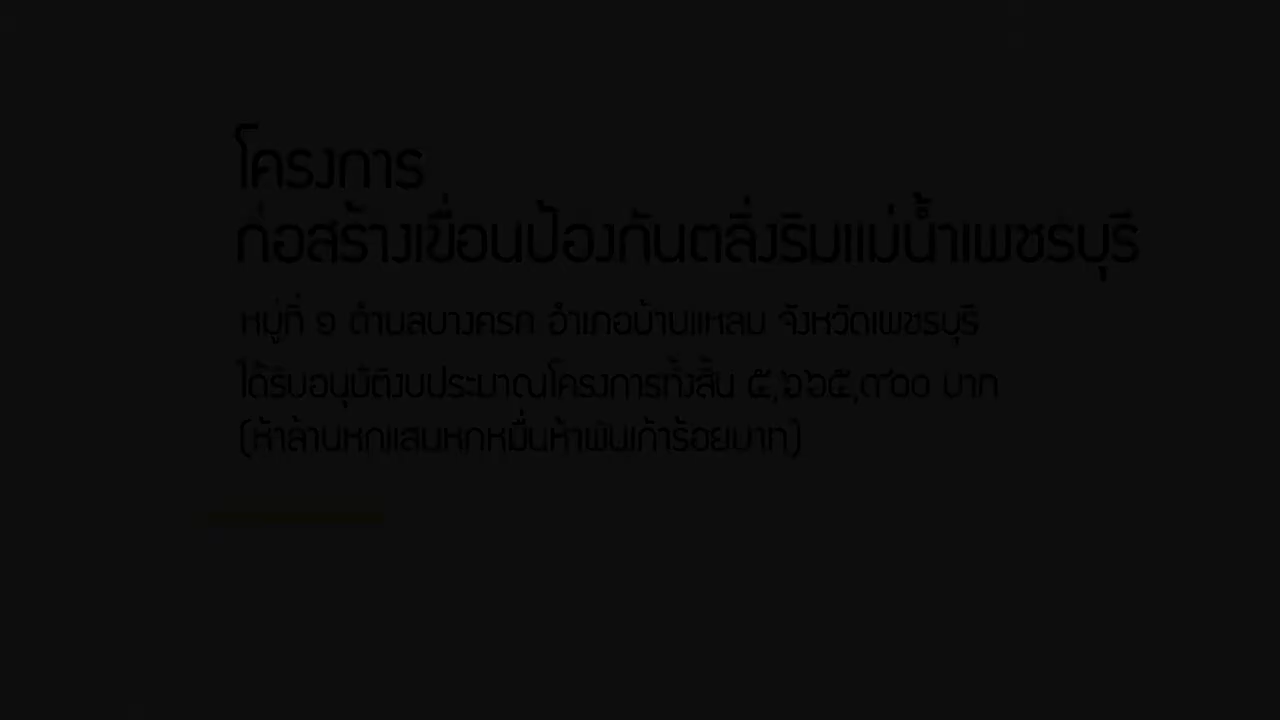 โครงการ
ก่อสร้างเขื่อนป้องกันตลิ่งริมแม่น้ำเพชรบุรี
หมู่ที่ ๑ ตำบลบางครก อำเภอบ้านแหลม จังหวัดเพชรบุรี
ได้รับอนุมัติงบประมาณโครงการทั้งสิ้น ๕,๖๖๕,๙๐๐ บาท
(ห้าล้านหกแสนหกหมื่นห้าพันเก้าร้อยบาท)